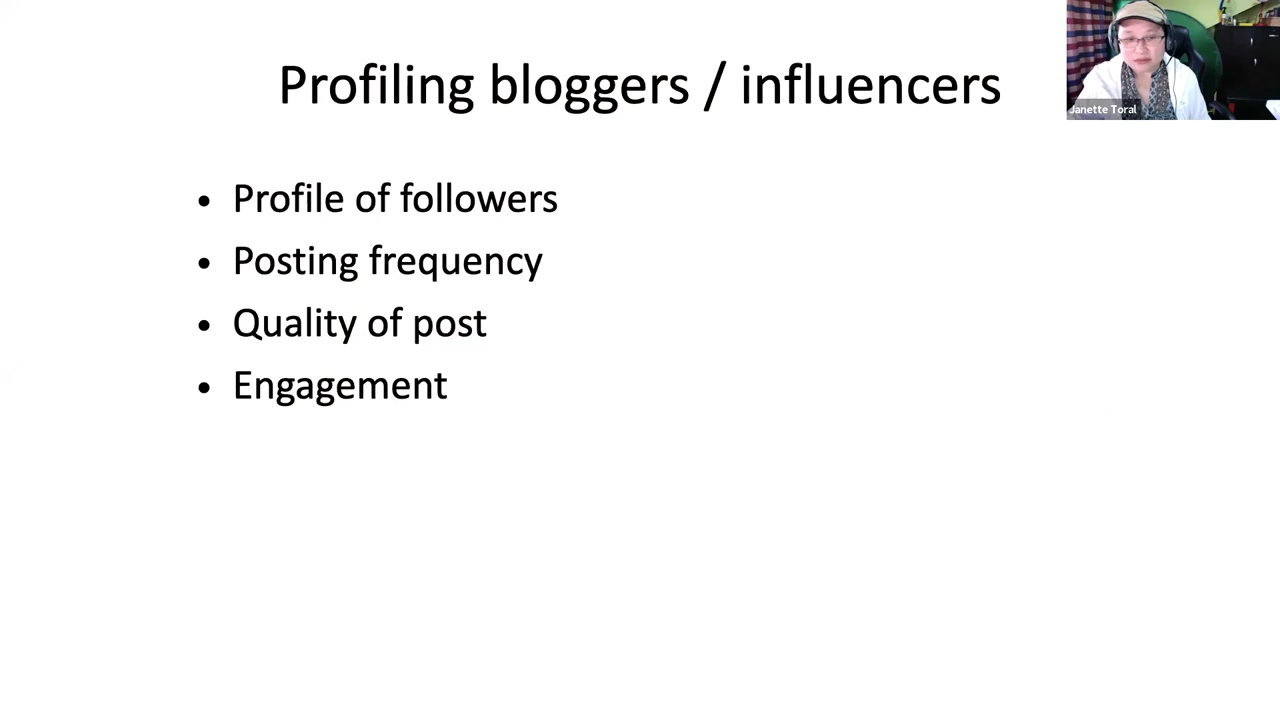 Profiling bloggers / influencers
Janette Toral
• Profile of followers
• Posting frequency
• Quality of post
• Engagement